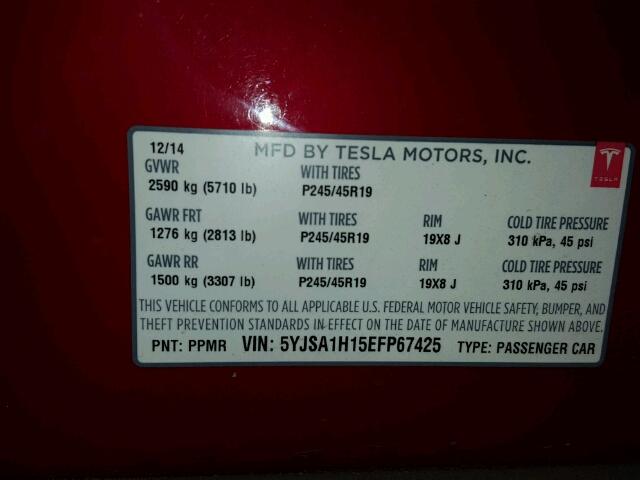 12/14 MFD BY TESLA MOTORS, INC.
TESLA
GVWR WITH TIRES
2590 kg (5710 lb) P245/45R19
GAWR FRT WITH TIRES RIM COLD TIRE PRESSURE
1276 kg (2813 lb) P245/45R19 19X8 J 310 kPa, 45 psi
GAWR RR WITH TIRES RIM COLD TIRE PRESSURE
1500 kg (3307 lb) P245/45R19 19X8 J 310 kPa, 45 psi
THIS VEHICLE CONFORMS TO ALL APPLICABLE U.S. FEDERAL MOTOR VEHICLE SAFETY, BUMPER, AND
THEFT PREVENTION STANDARDS IN EFFECT ON THE DATE OF MANUFACTURE SHOWN ABOVE.
PNT: PPMR VIN: 5YJSA1H15EFP67425 TYPE: PASSENGER CAR